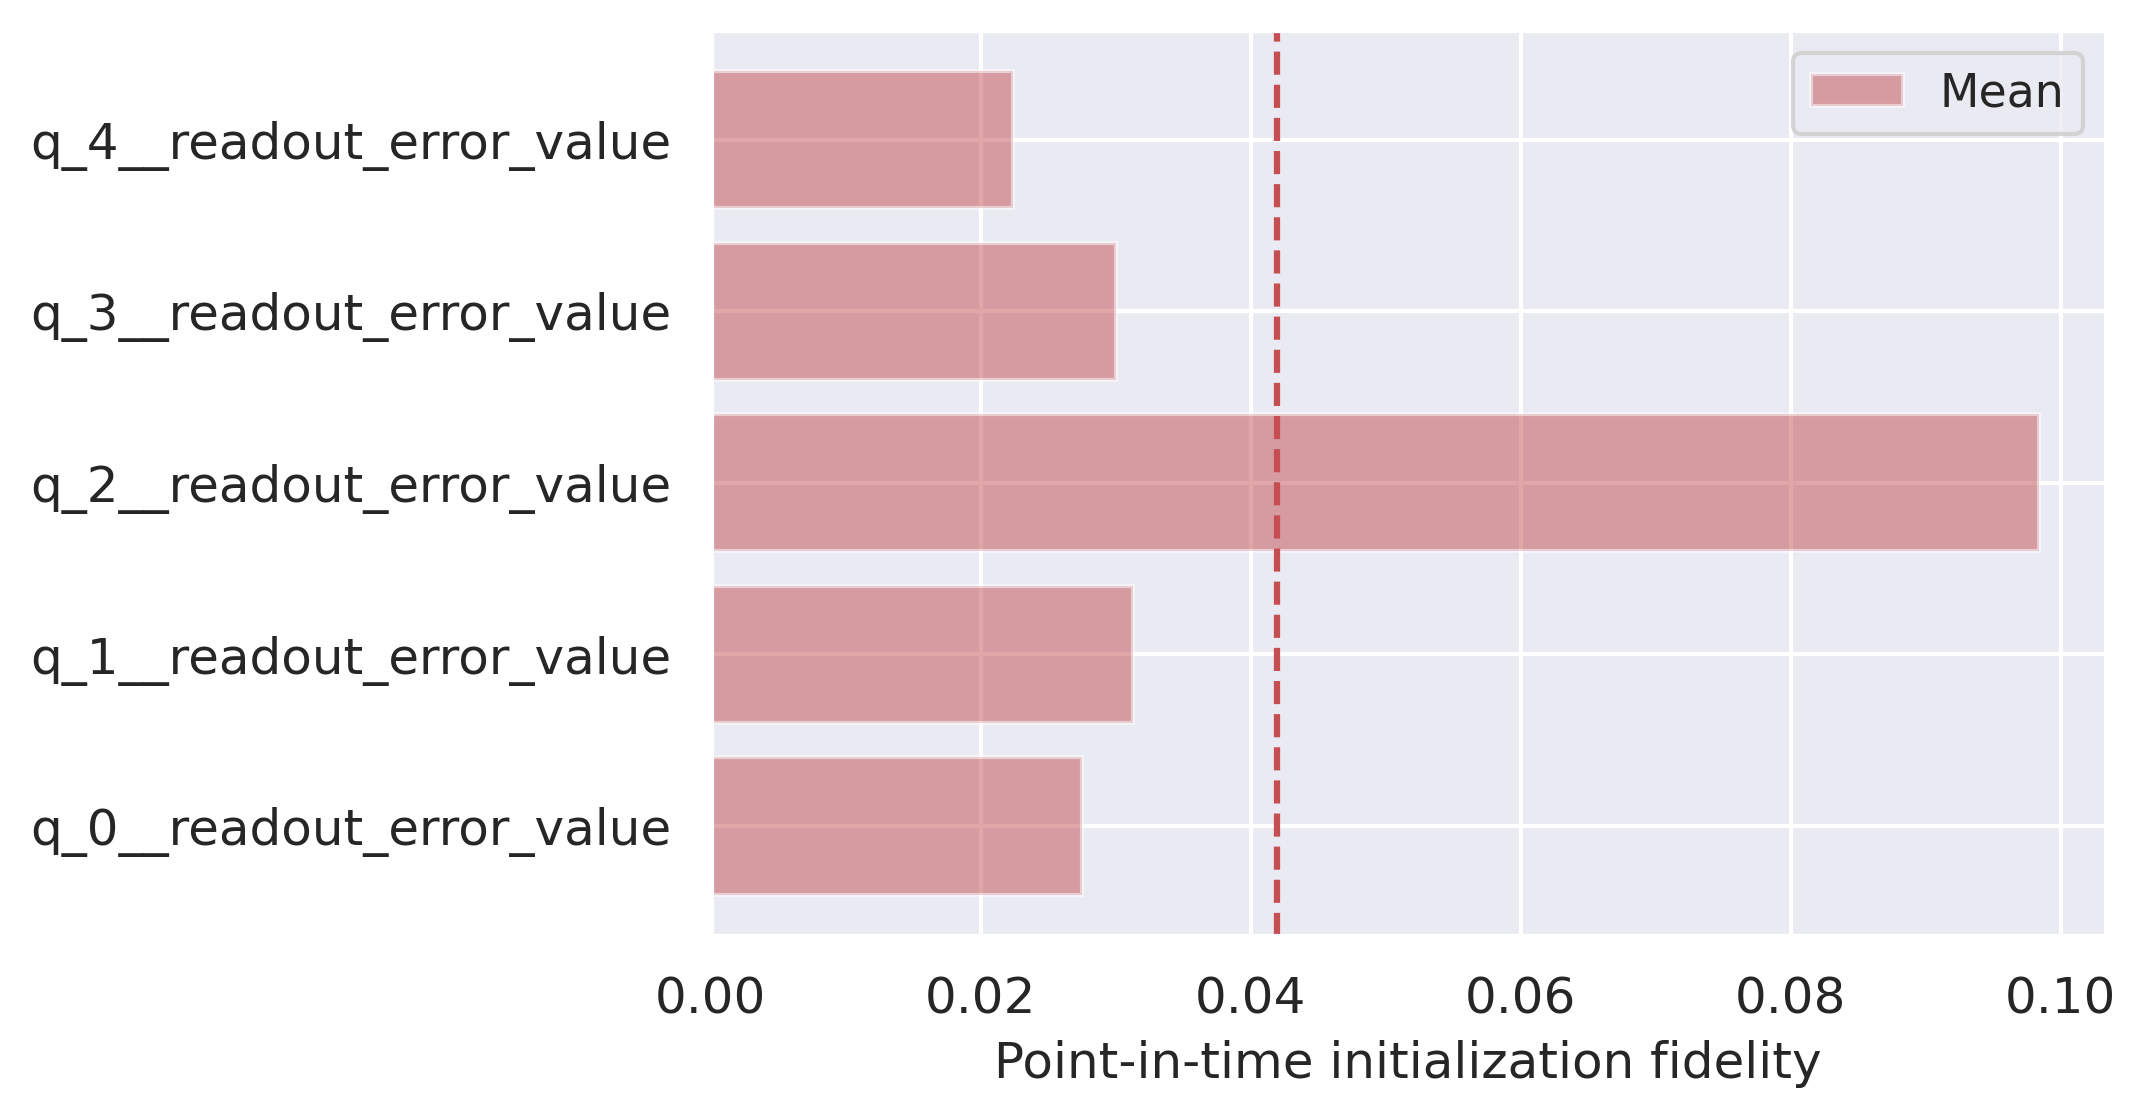 Mean
q_4__readout_error_value
q_3__readout_error_value
q_2__readout_error_value
q_1__readout_error_value
q_0__readout_error_value
0.00 0.02 0.04 0.06 0.08 0.10
Point-in-time initialization fidelity